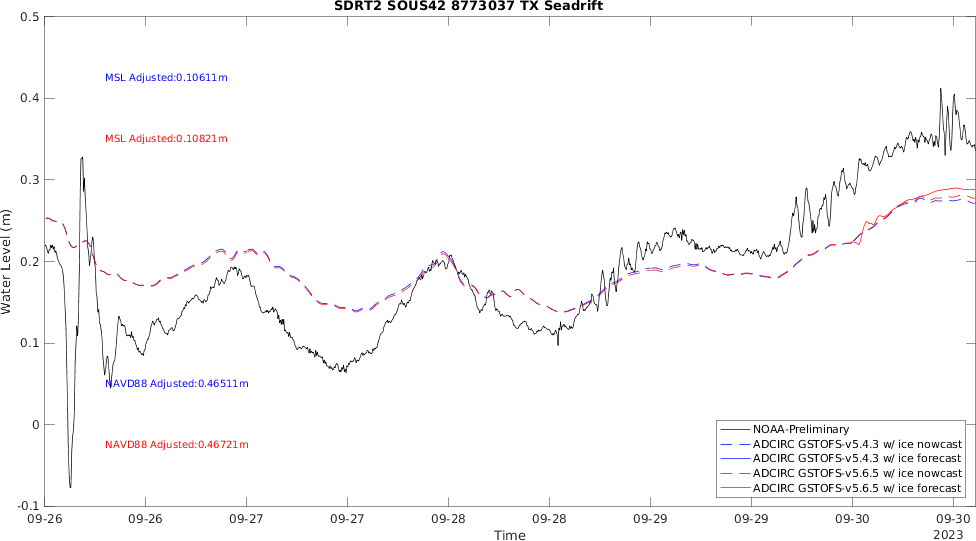 SDRT2 SOUS42 8773037 TX Seadrift
0.5
0.4
0.3
0.2
0.1
0
-0.1
Water Level (m)
MSL Adjusted:0.10611m
MSL Adjusted:0.10821m
NAVD88 Adjusted:0.46511m
NAVD88 Adjusted:0.46721m
NOAA-Preliminary
ADCIRC GSTOFS-v5.4.3 w/ ice nowcast
ADCIRC GSTOFS-v5.4.3 w/ ice forecast
ADCIRC GSTOFS-v5.6.5 w/ ice nowcast
ADCIRC GSTOFS-v5.6.5 w/ ice forecast
09-26 09-26 09-27 09-27 09-28 09-28 09-29 09-29 09-30 09-30
2023
Time